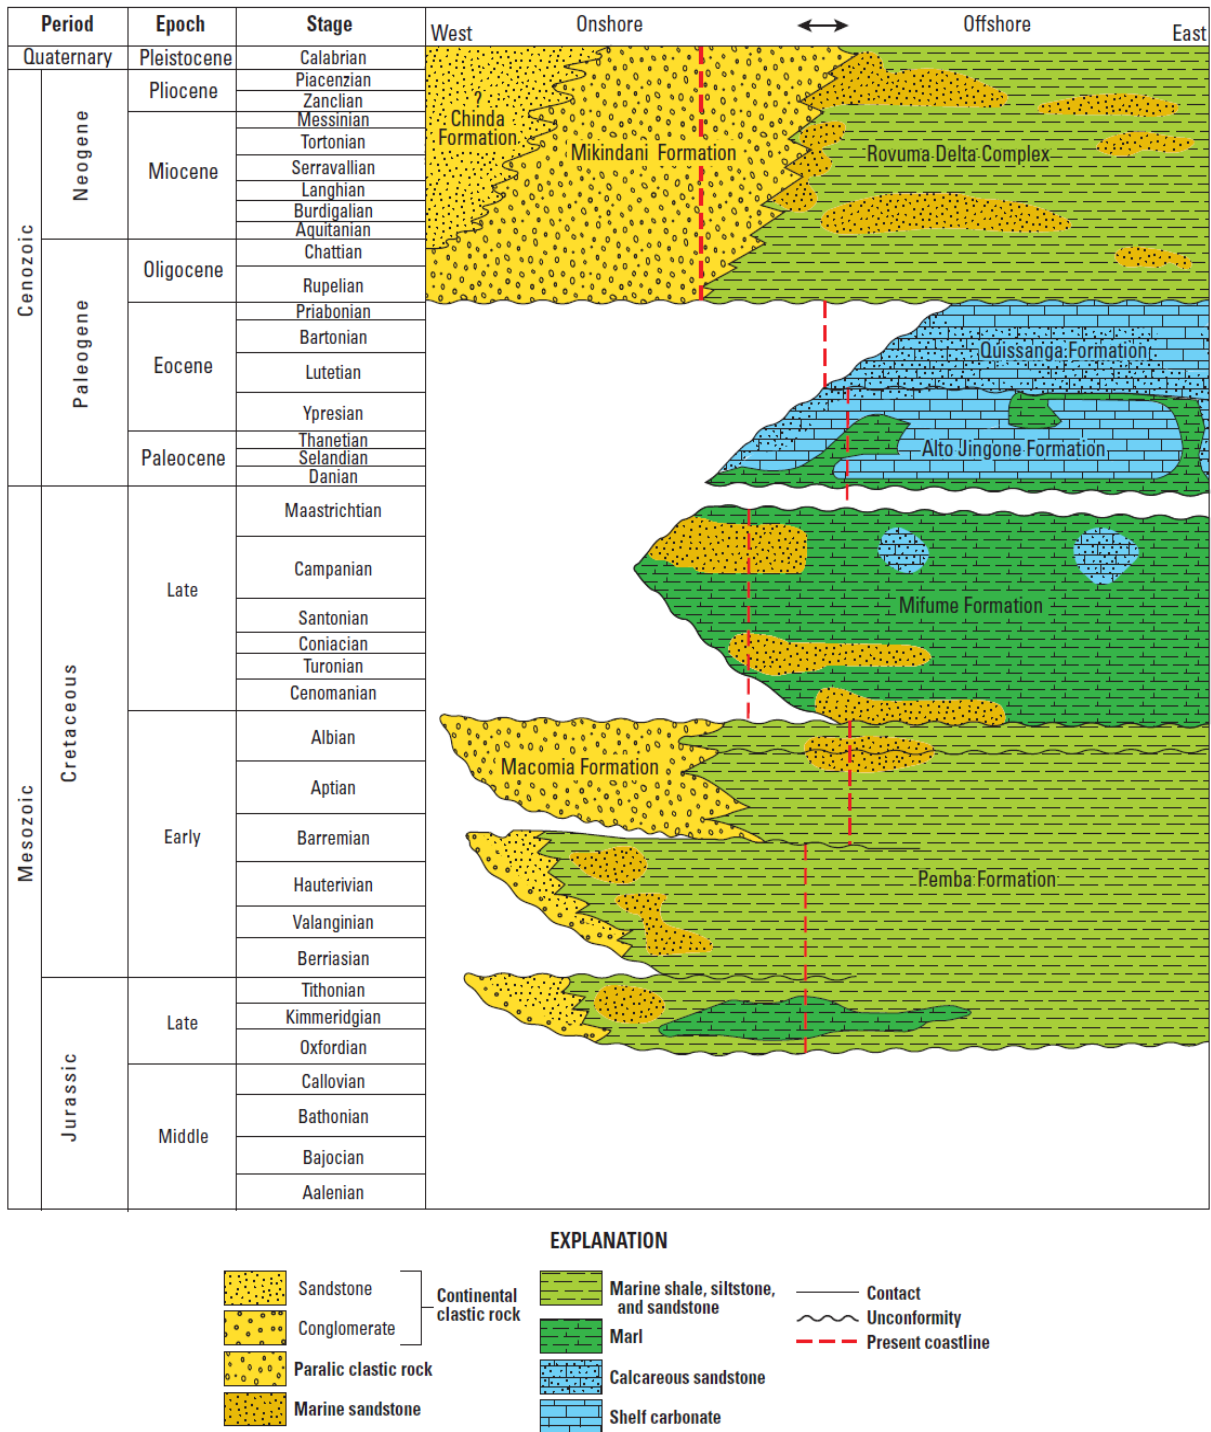 Period Epoch Stage
West Onshore Offshore East
Quaternary Pleistocene Calabrian
Cenozoic
Neogene
Pliocene
Piacenzian
Zanclian
Miocene
Messinian
Tortonian
Serravallian
Langhian
Burdigalian
Aquitanian
Paleogene
Oligocene
Chattian
Rupelian
Eocene
Priabonian
Bartonian
Lutetian
Ypresian
Paleocene
Thanetian
Selandian
Danian
Mesozoic
Cretaceous
Late
Maastrichtian
Campanian
Santonian
Coniacian
Turonian
Cenomanian
Early
Albian
Aptian
Barremian
Hauterivian
Valanginian
Berriasian
Jurassic
Late
Tithonian
Kimmeridgian
Oxfordian
Middle
Callovian
Bathonian
Bajocian
Aalenian
?
Chinda
Formation
Mikindani Formation
Rovuma Delta Complex
Quissanga Formation
Alto Jingone Formation
Mifume Formation
Macomia Formation
Pemba Formation
EXPLANATION
Sandstone
Conglomerate
Continental
clastic rock
Paralic clastic rock
Marine sandstone
Marine shale, siltstone,
and sandstone
Marl
Calcareous sandstone
Shelf carbonate
Contact
Unconformity
Present coastline